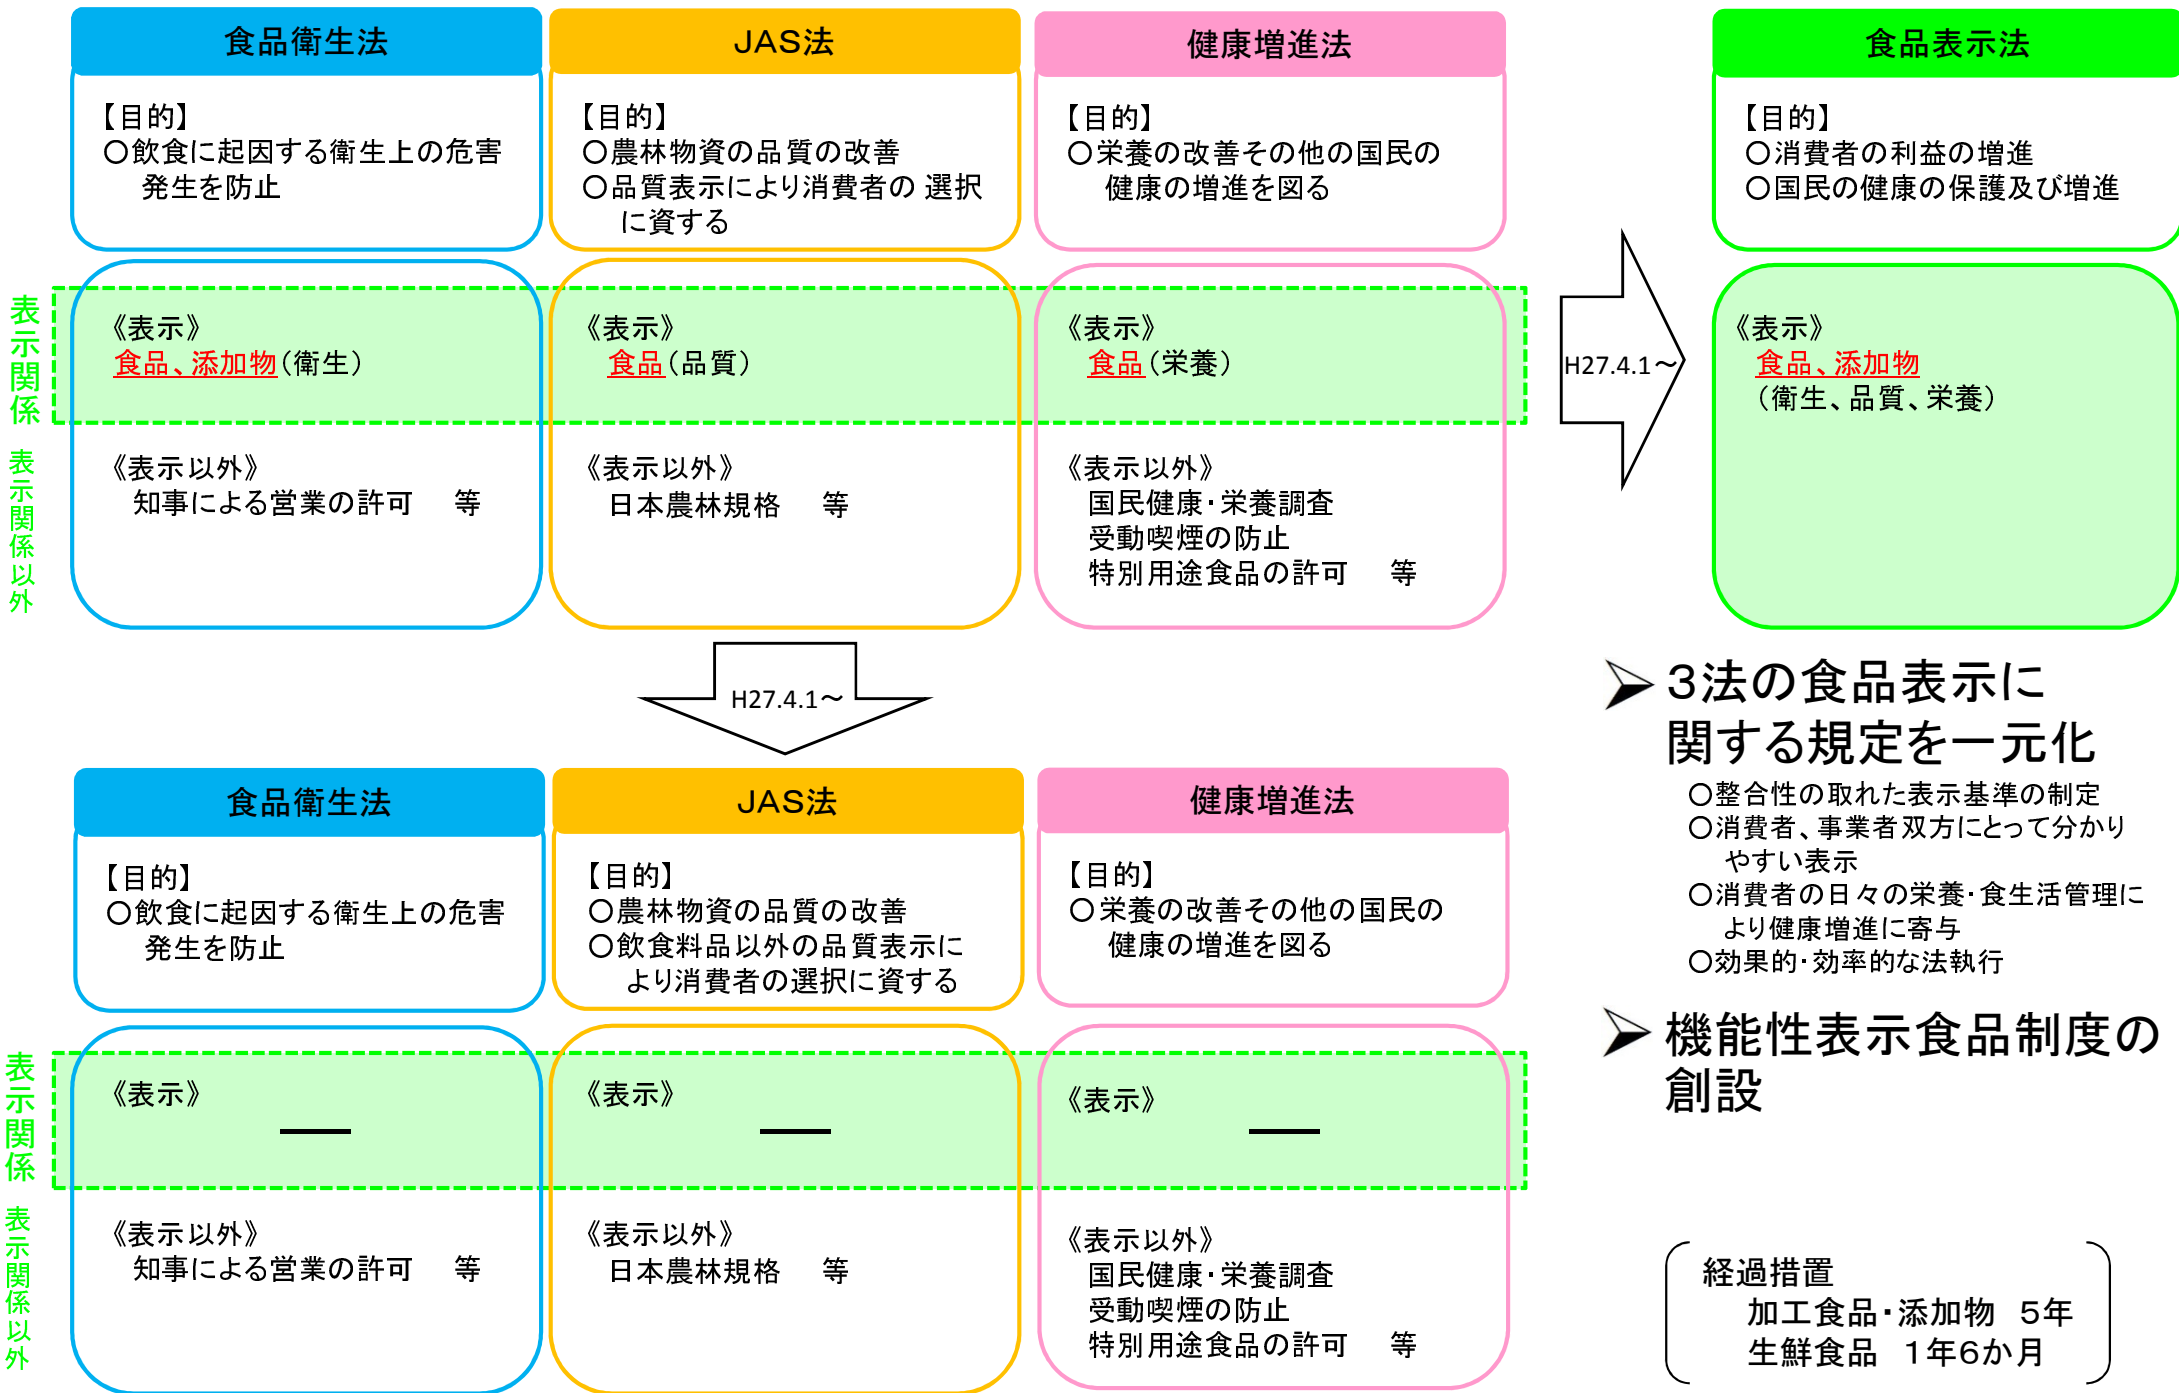 食品衛生法
【目的】
○飲食に起因する衛生上の危害
発生を防止
JAS法
【目的】
○農林物資の品質の改善
○品質表示により消費者の 選択
に資する
健康増進法
【目的】
○栄養の改善その他の国民の
健康の増進を図る
食品表示法
【目的】
○消費者の利益の増進
○国民の健康の保護及び増進
表示関係
《表示》
食品、添加物(衛生)
《表示》
食品(品質)
《表示》
食品(栄養)
H27.4.1～
《表示》
食品、添加物
(衛生、品質、栄養)
表示関係以外
《表示以外》
知事による営業の許可 等
《表示以外》
日本農林規格 等
《表示以外》
国民健康・栄養調査
受動喫煙の防止
特別用途食品の許可 等
H27.4.1～
3法の食品表示に
関する規定を一元化
○整合性の取れた表示基準の制定
○消費者、事業者双方にとって分かり
やすい表示
○消費者の日々の栄養・食生活管理に
より健康増進に寄与
○効果的・効率的な法執行
機能性表示食品制度の
創設
食品衛生法
【目的】
○飲食に起因する衛生上の危害
発生を防止
JAS法
【目的】
○農林物資の品質の改善
○飲食料品以外の品質表示に
より消費者の選択に資する
健康増進法
【目的】
○栄養の改善その他の国民の
健康の増進を図る
表示関係
《表示》
―
《表示》
―
《表示》
―
表示関係以外
《表示以外》
知事による営業の許可 等
《表示以外》
日本農林規格 等
《表示以外》
国民健康・栄養調査
受動喫煙の防止
特別用途食品の許可 等
経過措置
加工食品・添加物 5年
生鮮食品 1年6か月